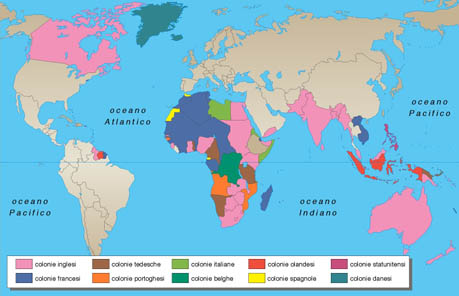 oceano
Atlantico
oceano
Pacifico
oceano
Pacifico
oceano
Indiano
colonie inglesi
colonie tedesche
colonie italiane
colonie olandesi
colonie statunitensi
colonie francesi
colonie portoghesi
colonie belghe
colonie spagnole
colonie danesi